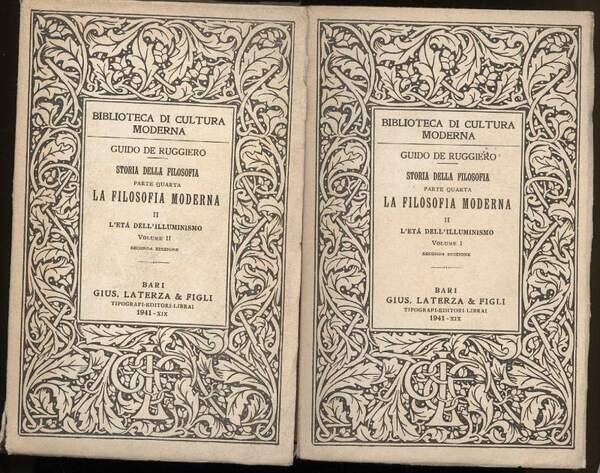 BIBLIOTECA DI CULTURA
MODERNA
GUIDO DE RUGGIERO
STORIA DELLA FILOSOFIA
PARTE QUARTA
LA FILOSOFIA MODERNA
II
L'ETÁ DELL'ILLUMINISMO
VOLUME II
SECONDA EDIZIONE
BARI
GIUS. LATERZA & FIGLI
TIPOGRAFI-EDITORI-LIBRAI
1941-XIX
BIBLIOTECA DI CULTURA
MODERNA
GUIDO DE RUGGIERO
STORIA DELLA FILOSOFIA
PARTE QUARTA
LA FILOSOFIA MODERNA
II
L'ETÁ DELL'ILLUMINISMO
VOLUME I
SECONDA EDIZIONE
BARI
GIUS. LATERZA & FIGLI
TIPOGRAFI-EDITORI-LIBRAI
1941-XIX